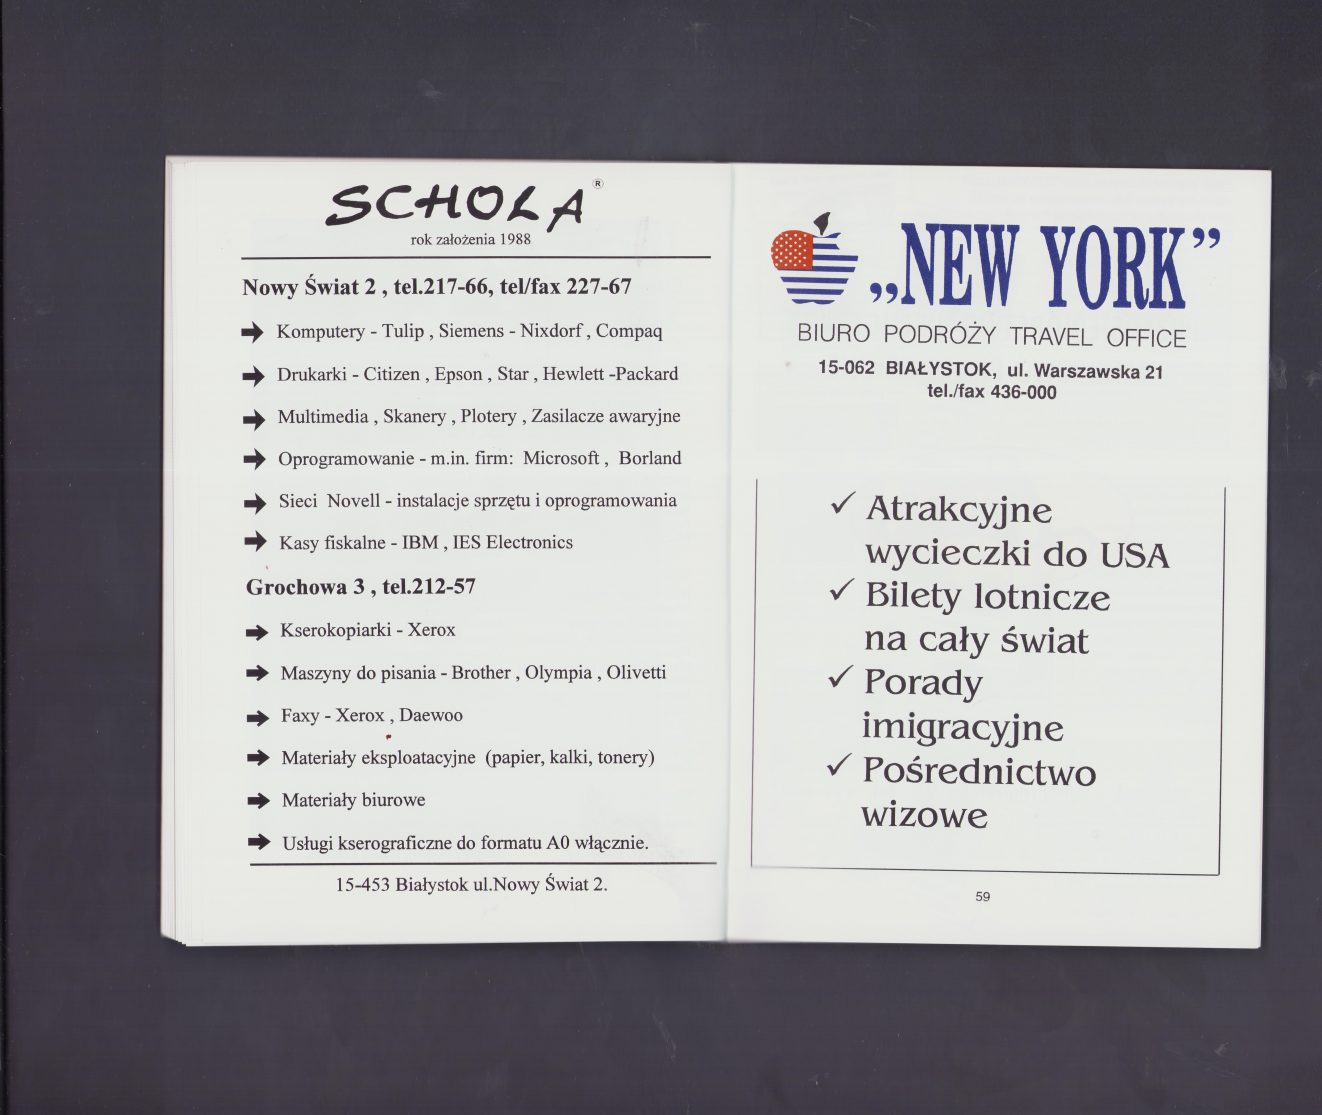 SCHOLA ®
rok założenia 1988
Nowy Świat 2 , tel.217-66, tel/fax 227-67
Komputery - Tulip , Siemens - Nixdorf , Compaq
Drukarki - Citizen , Epson , Star , Hewlett -Packard
Multimedia , Skanery , Plotery , Zasilacze awaryjne
Oprogramowanie - m.in. firm: Microsoft , Borland
Sieci Novell - instalacje sprzętu i oprogramowania
Kasy fiskalne - IBM , IES Electronics
Grochowa 3 , tel.212-57
Kserokopiarki - Xerox
Maszyny do pisania - Brother , Olympia , Olivetti
Faxy - Xerox , Daewoo
Materiały eksploatacyjne (papier, kalki, tonery)
Materiały biurowe
Usługi kserograficzne do formatu A0 włącznie.
15-453 Białystok ul.Nowy Świat 2.
„NEW YORK”
BIURO PODRÓŻY TRAVEL OFFICE
15-062 BIAŁYSTOK, ul. Warszawska 21
tel./fax 436-000
✓ Atrakcyjne
wycieczki do USA
✓ Bilety lotnicze
na cały świat
✓ Porady
imigracyjne
✓ Pośrednictwo
wizowe
59